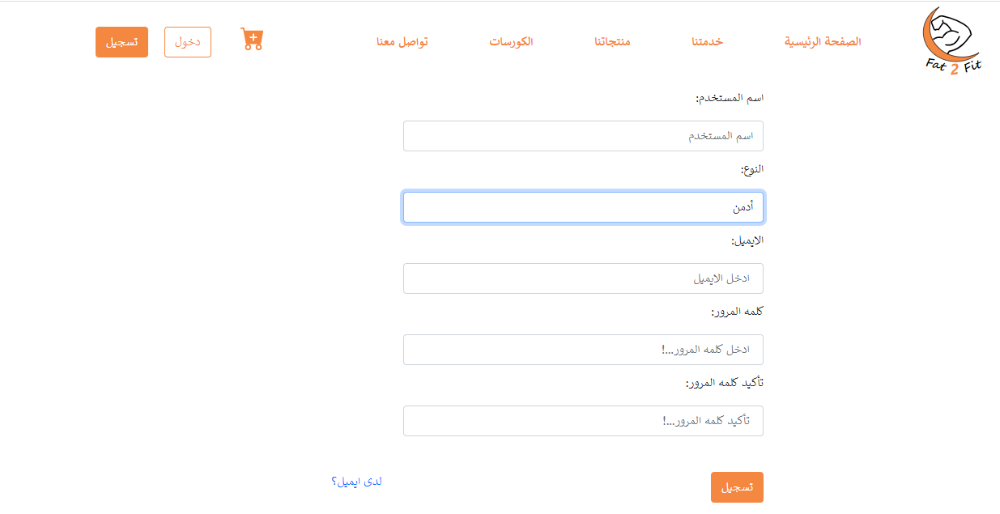 Fat 2 Fit
الصفحة الرئيسية
خدمتنا
منتجاتنا
الكورسات
تواصل معنا
دخول
تسجيل
اسم المستخدم:
اسم المستخدم
النوع:
أدمن
الايميل:
ادخل الايميل
كلمه المرور:
ادخل كلمه المرور...!
تأكيد كلمه المرور:
تأكيد كلمه المرور...!
تسجيل
لدى ايميل؟